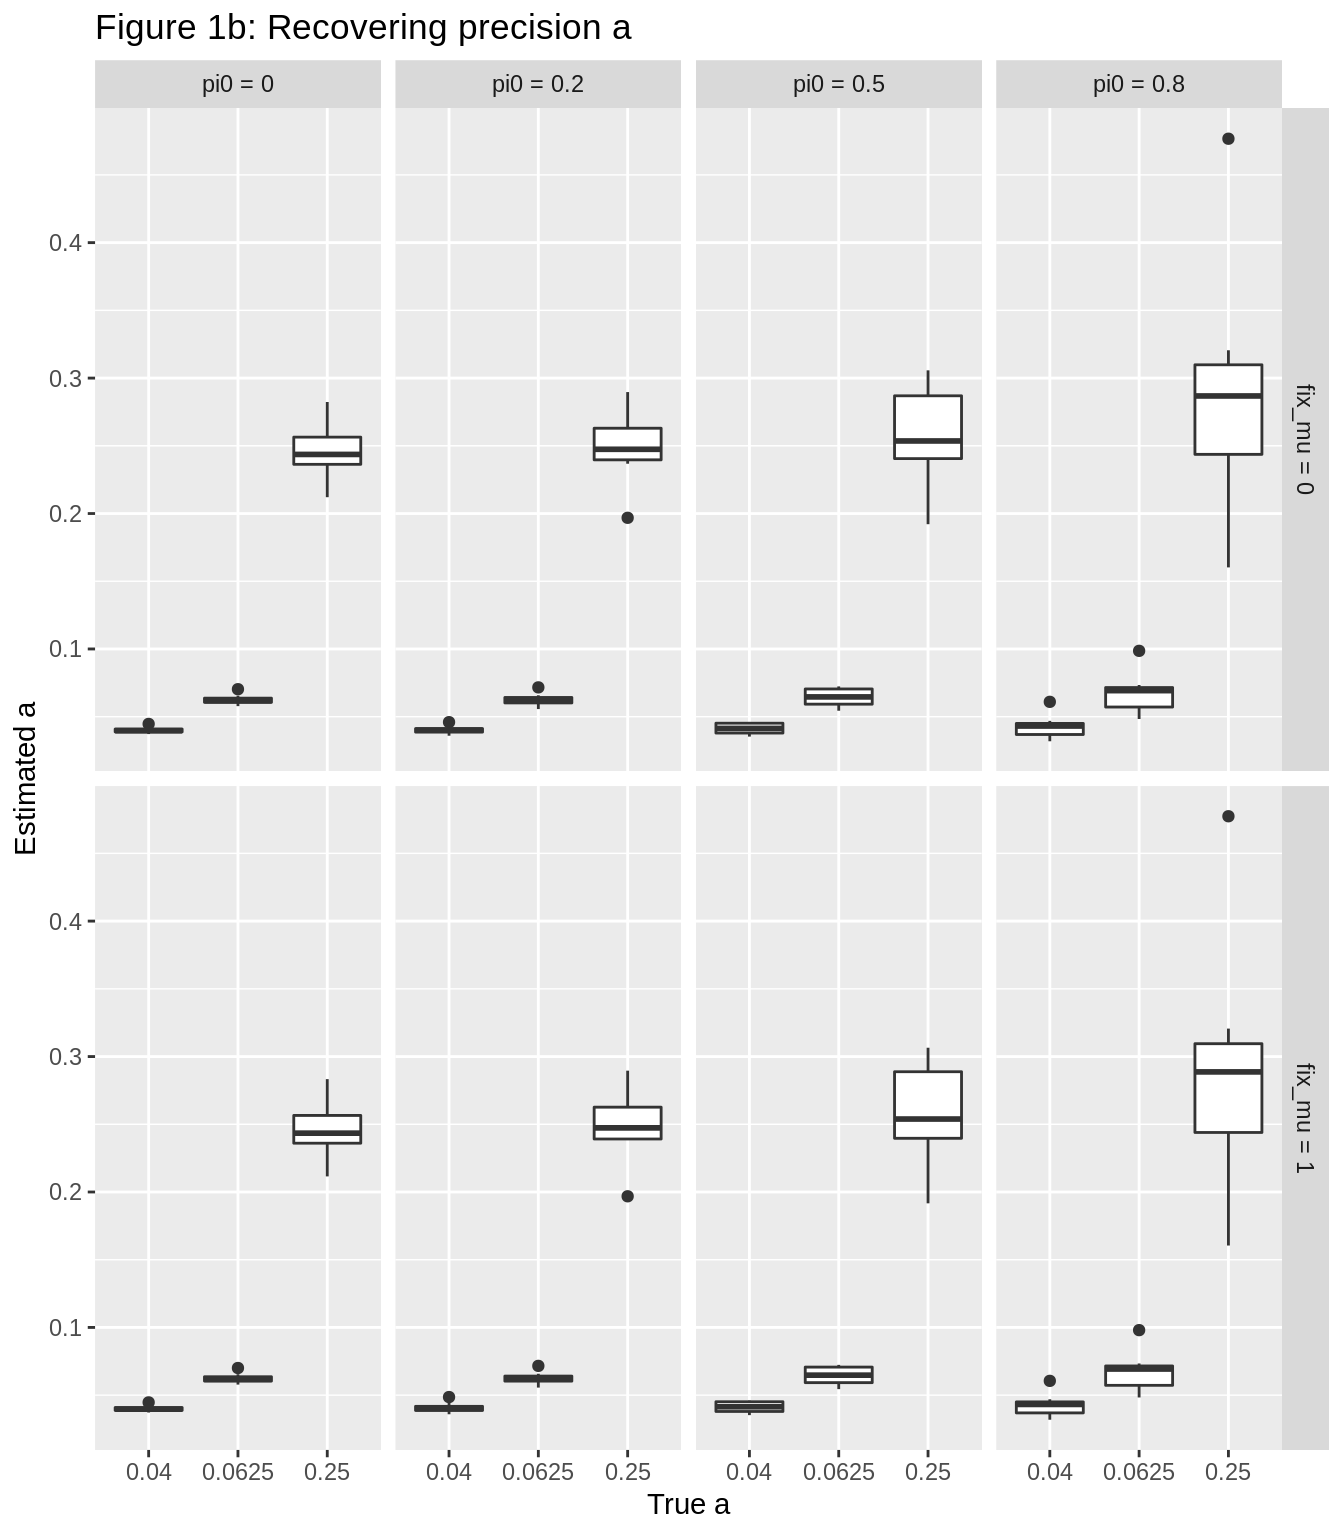 Figure 1b: Recovering precision a
pi0 = 0
pi0 = 0.2
pi0 = 0.5
pi0 = 0.8
0.4
0.3
0.2
0.1
fix_mu = 0
Estimated a
0.4
0.3
0.2
0.1
fix_mu = 1
0.04 0.0625 0.25
0.04 0.0625 0.25
0.04 0.0625 0.25
0.04 0.0625 0.25
True a